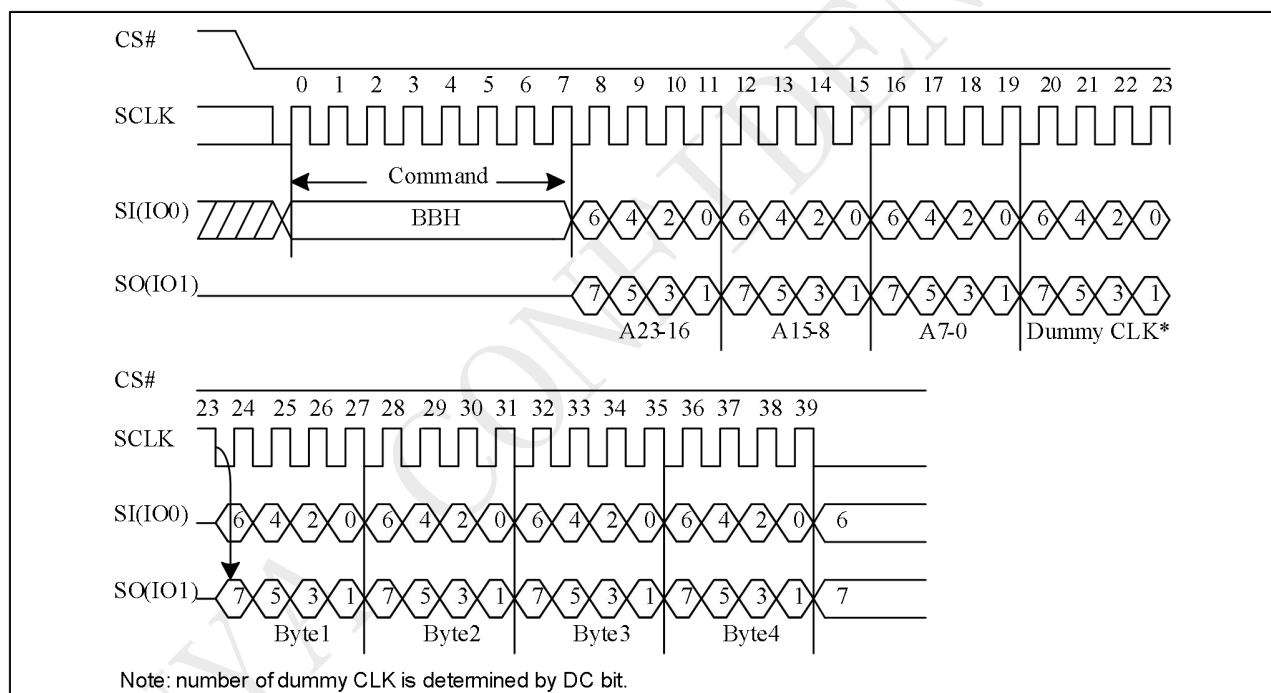 CS#
0 1 2 3 4 5 6 7 8 9 10 11 12 13 14 15 16 17 18 19 20 21 22 23
SCLK
Command
SI(IO0)
BBH
6 4 2 0 6 4 2 0 6 4 2 0 6 4 2 0
SO(IO1)
7 5 3 1 7 5 3 1 7 5 3 1 7 5 3 1
A23-16 A15-8 A7-0 Dummy CLK*
CS#
23 24 25 26 27 28 29 30 31 32 33 34 35 36 37 38 39
SCLK
SI(IO0)
6 4 2 0 6 4 2 0 6 4 2 0 6 4 2 0 6
SO(IO1)
7 5 3 1 7 5 3 1 7 5 3 1 7 5 3 1 7
Byte1 Byte2 Byte3 Byte4
Note: number of dummy CLK is determined by DC bit.